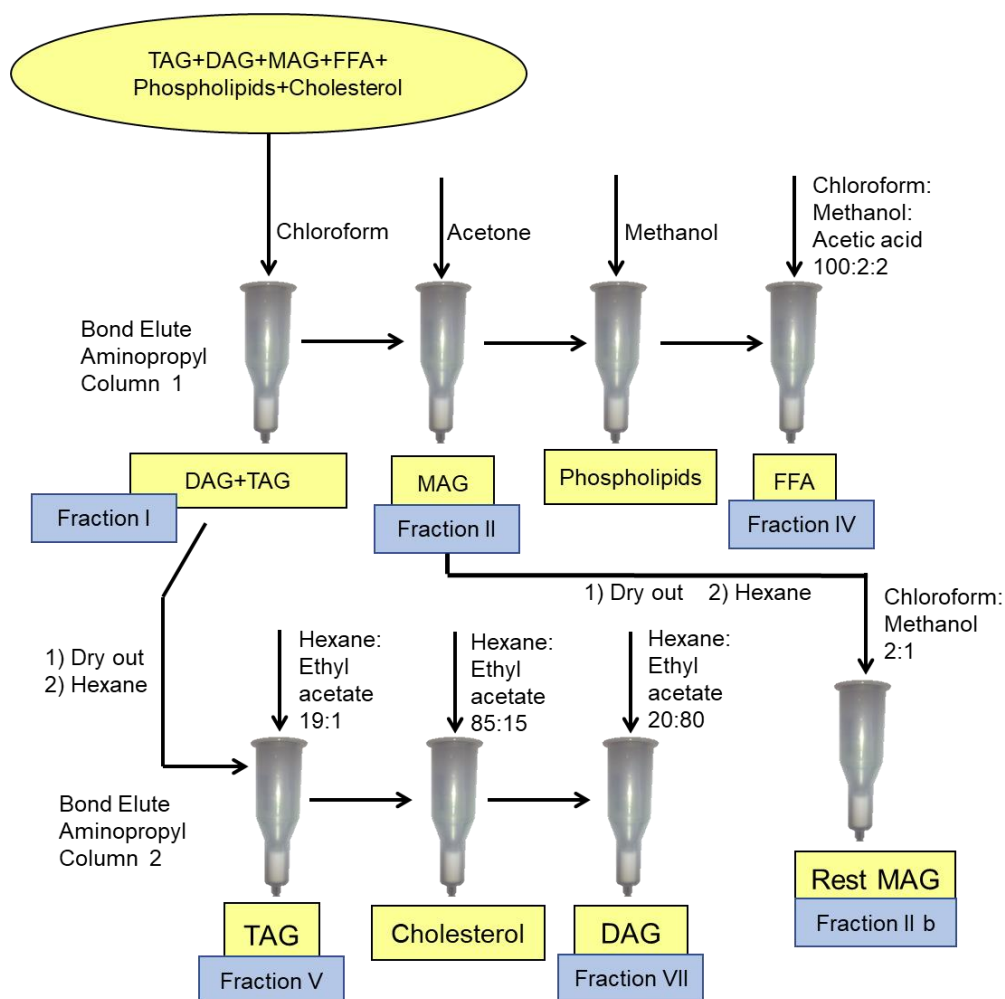 TAG+DAG+MAG+FFA+
Phospholipids+Cholesterol
Chloroform
Acetone
Methanol
Chloroform:
Methanol:
Acetic acid
100:2:2
Bond Elute
Aminopropyl
Column 1
DAG+TAG
Fraction I
MAG
Fraction II
Phospholipids
FFA
Fraction IV
1) Dry out 2) Hexane
Chloroform:
Methanol
2:1
1) Dry out
2) Hexane
Hexane:
Ethyl
acetate
19:1
Hexane:
Ethyl
acetate
85:15
Hexane:
Ethyl
acetate
20:80
Bond Elute
Aminopropyl
Column 2
TAG
Fraction V
Cholesterol
DAG
Fraction VII
Rest MAG
Fraction II b